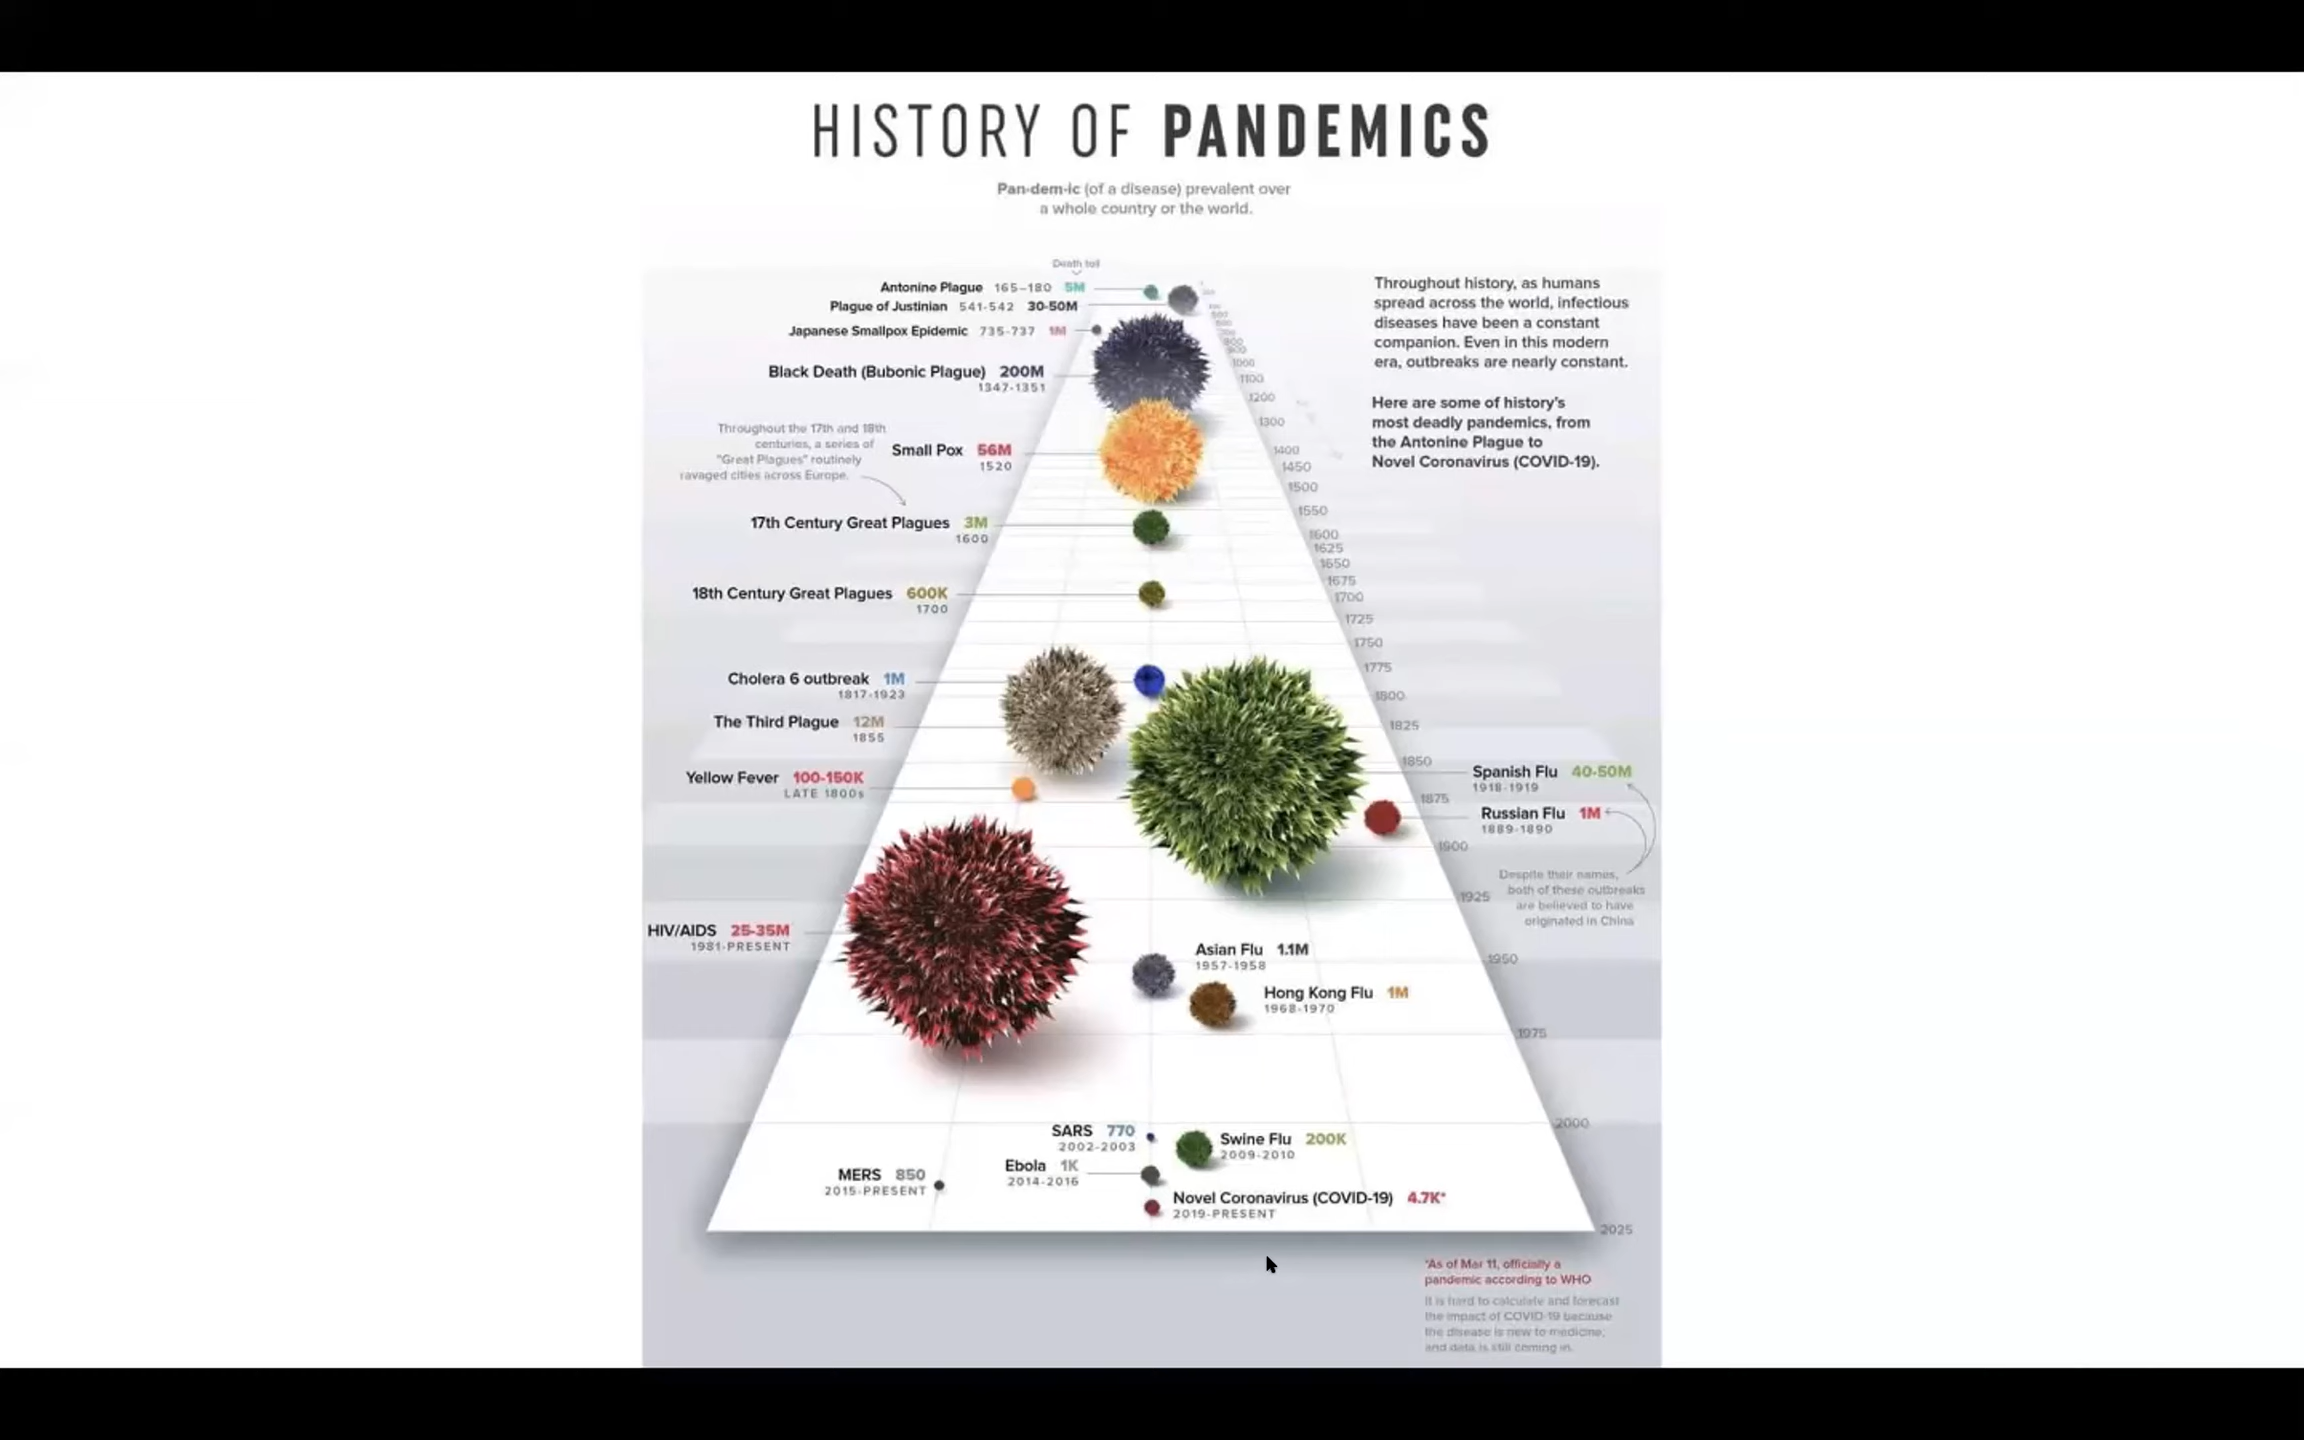 HISTORY OF PANDEMICS
Pan·dem·ic (of a disease) prevalent over
a whole country or the world.
Death toll
Antonine Plague 165-180 5M
Plague of Justinian 541-542 30-50M
Japanese Smallpox Epidemic 735-737 1M
Black Death (Bubonic Plague) 200M
1347-1351
Throughout the 17th and 18th
centuries, a series of
"Great Plagues" routinely
ravaged cities across Europe.
Small Pox 56M
1520
17th Century Great Plagues 3M
1600
18th Century Great Plagues 600K
1700
Cholera 6 outbreak 1M
1817-1923
The Third Plague 12M
1855
Yellow Fever 100-150K
LATE 1800s
HIV/AIDS 25-35M
1981-PRESENT
Throughout history, as humans
spread across the world, infectious
diseases have been a constant
companion. Even in this modern
era, outbreaks are nearly constant.
Here are some of history's
most deadly pandemics, from
the Antonine Plague to
Novel Coronavirus (COVID-19).
1000
1100
1200
1300
1400
1450
1500
1550
1600
1625
1650
1675
1700
1725
1750
1775
1800
1825
1850
1875
1900
1925
1950
1975
2000
2025
Spanish Flu 40-50M
1918-1919
Russian Flu 1M
1889-1890
Despite their names,
both of these outbreaks
are believed to have
originated in China
Asian Flu 1.1M
1957-1958
Hong Kong Flu 1M
1968-1970
SARS 770
2002-2003
Swine Flu 200K
2009-2010
Ebola 1K
2014-2016
MERS 850
2015-PRESENT
Novel Coronavirus (COVID-19) 4.7K*
2019-PRESENT
*As of Mar 11, officially a
pandemic according to WHO
It is hard to calculate and forecast
the impact of COVID-19 because
the disease is new to medicine,
and data is still coming in.